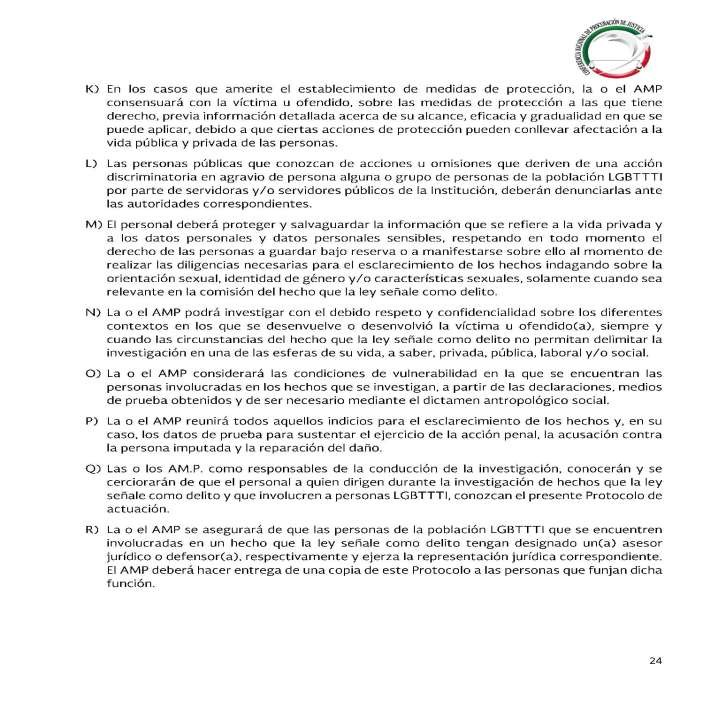 CONFERENCIA NACIONAL DE PROCURACIÓN DE JUSTICIA
K) En los casos que amerite el establecimiento de medidas de protección, la o el AMP
consensuará con la víctima u ofendido, sobre las medidas de protección a las que tiene
derecho, previa información detallada acerca de su alcance, eficacia y gradualidad en que se
puede aplicar, debido a que ciertas acciones de protección pueden conllevar afectación a la
vida pública y privada de las personas.
L) Las personas públicas que conozcan de acciones u omisiones que deriven de una acción
discriminatoria en agravio de persona alguna o grupo de personas de la población LGBTTTI
por parte de servidoras y/o servidores públicos de la Institución, deberán denunciarlas ante
las autoridades correspondientes.
M) El personal deberá proteger y salvaguardar la información que se refiere a la vida privada y
a los datos personales y datos personales sensibles, respetando en todo momento el
derecho de las personas a guardar bajo reserva o a manifestarse sobre ello al momento de
realizar las diligencias necesarias para el esclarecimiento de los hechos indagando sobre la
orientación sexual, identidad de género y/o características sexuales, solamente cuando sea
relevante en la comisión del hecho que la ley señale como delito.
N) La o el AMP podrá investigar con el debido respeto y confidencialidad sobre los diferentes
contextos en los que se desenvuelve o desenvolvió la víctima u ofendido(a), siempre y
cuando las circunstancias del hecho que la ley señale como delito no permitan delimitar la
investigación en una de las esferas de su vida, a saber, privada, pública, laboral y/o social.
O) La o el AMP considerará las condiciones de vulnerabilidad en la que se encuentran las
personas involucradas en los hechos que se investigan, a partir de las declaraciones, medios
de prueba obtenidos y de ser necesario mediante el dictamen antropológico social.
P) La o el AMP reunirá todos aquellos indicios para el esclarecimiento de los hechos y, en su
caso, los datos de prueba para sustentar el ejercicio de la acción penal, la acusación contra
la persona imputada y la reparación del daño.
Q) Las o los AM.P. como responsables de la conducción de la investigación, conocerán y se
cerciorarán de que el personal a quien dirigen durante la investigación de hechos que la ley
señale como delito y que involucren a personas LGBTTTI, conozcan el presente Protocolo de
actuación.
R) La o el AMP se asegurará de que las personas de la población LGBTTTI que se encuentren
involucradas en un hecho que la ley señale como delito tengan designado un(a) asesor
jurídico o defensor(a), respectivamente y ejerza la representación jurídica correspondiente.
El AMP deberá hacer entrega de una copia de este Protocolo a las personas que funjan dicha
función.
24